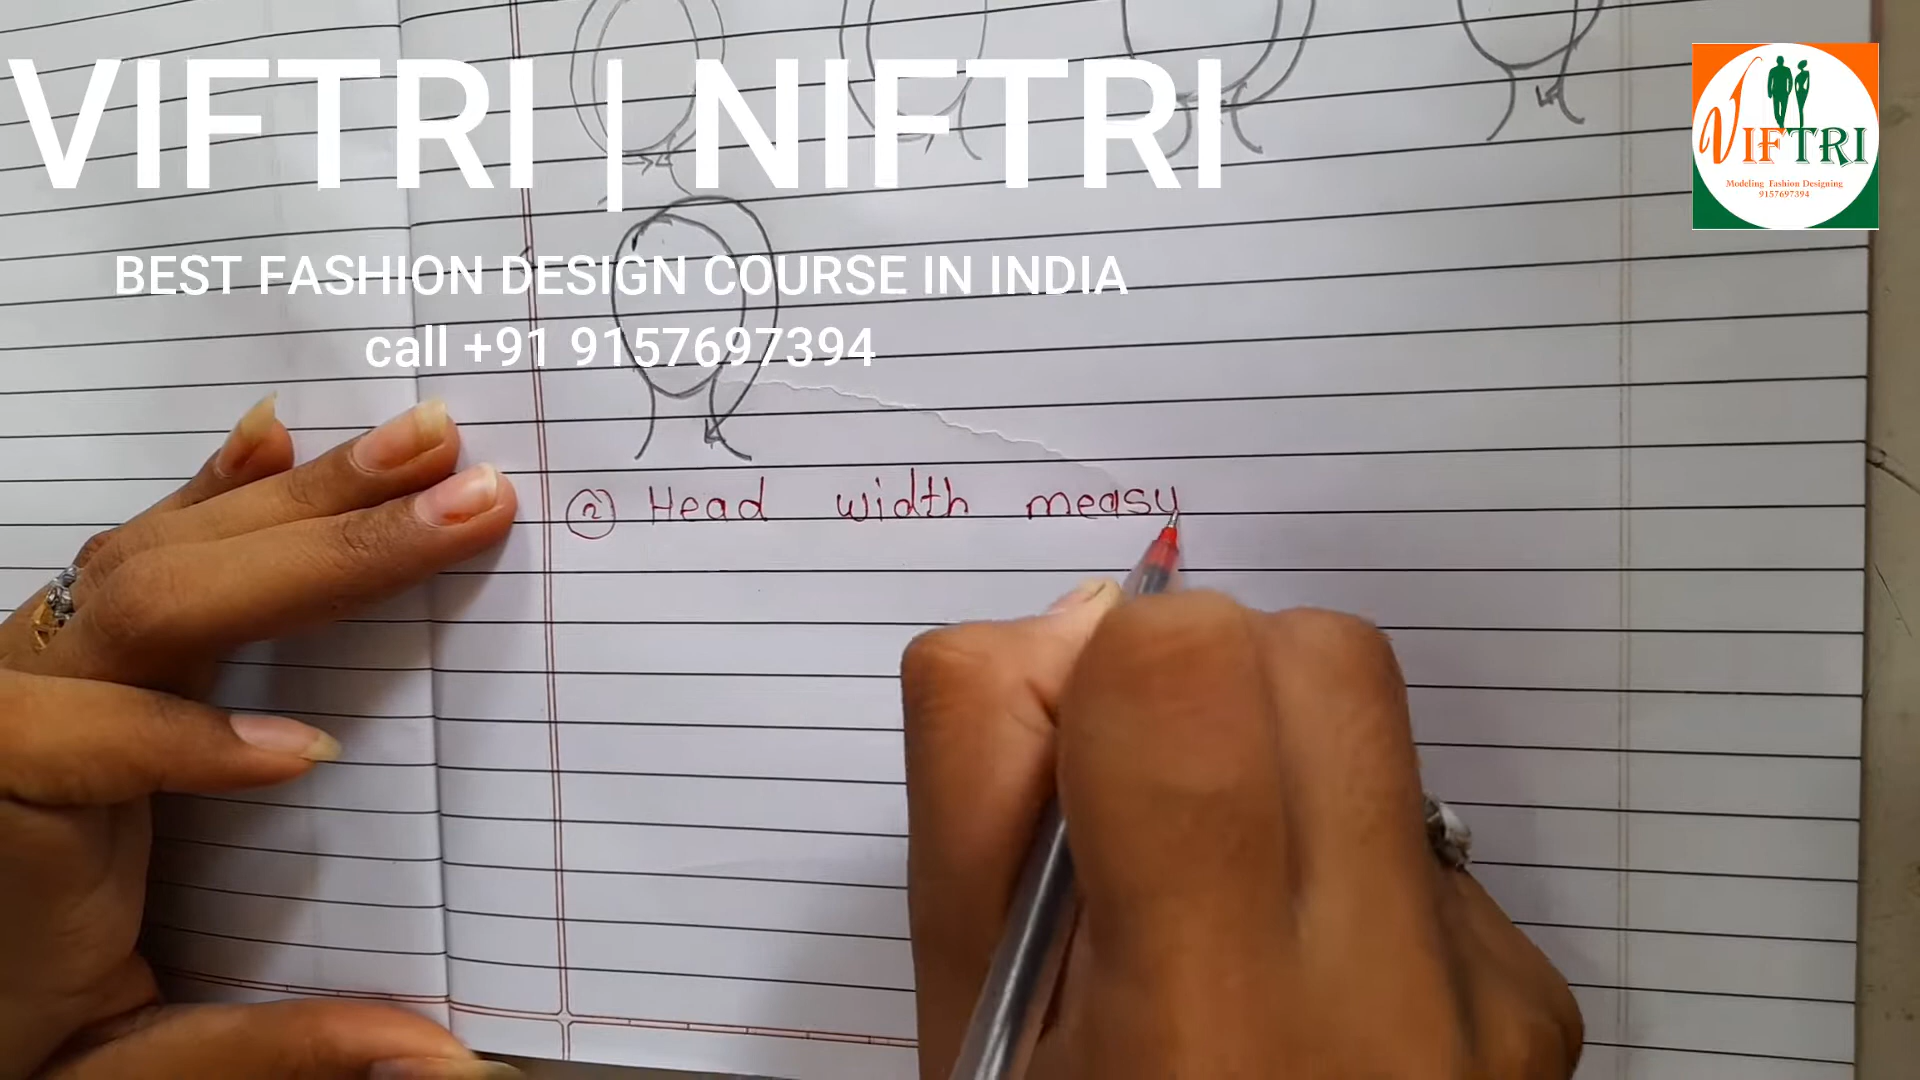 VIFTRI | NIFTRI
VIFTRI
Modeling Fashion Designing
9157697394
BEST FASHION DESIGN COURSE IN INDIA
call +91 9157697394
② Head width measu